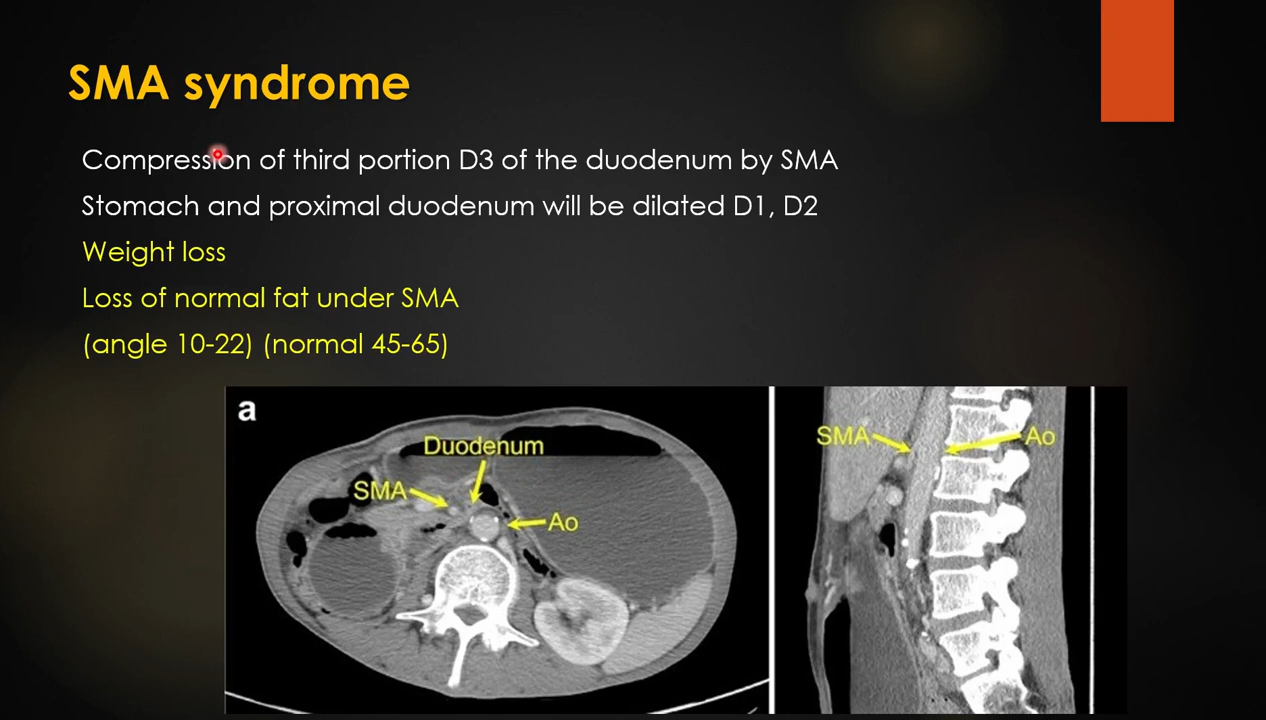 SMA syndrome
Compression of third portion D3 of the duodenum by SMA
Stomach and proximal duodenum will be dilated D1, D2
Weight loss
Loss of normal fat under SMA
(angle 10-22) (normal 45-65)
a
Duodenum
SMA
Ao
SMA
Ao